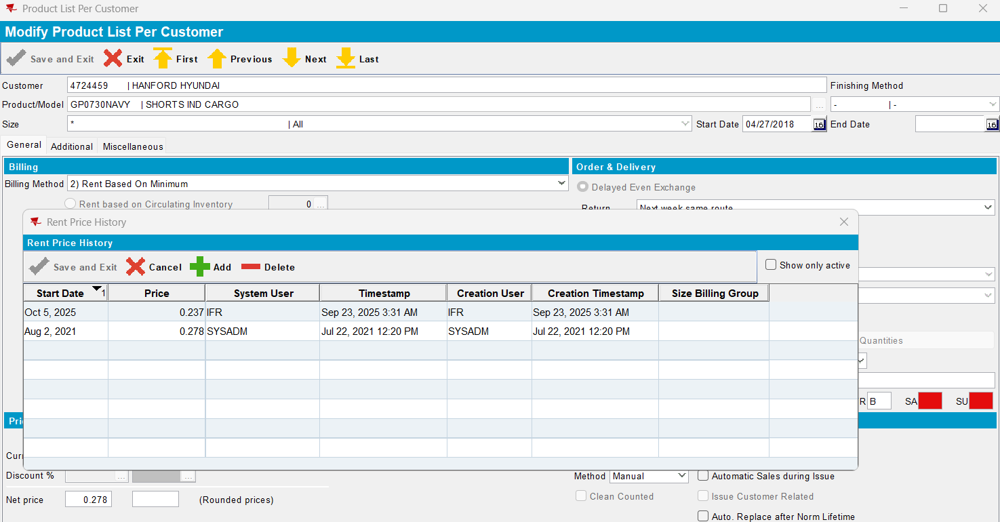 Product List Per Customer
Modify Product List Per Customer
Save and Exit Exit First Previous Next Last
Customer 4724459 | HANFORD HYUNDAI Finishing Method
Product/Model GP0730NAVY | SHORTS IND CARGO ... - | -
Size * | All Start Date 04/27/2018 16 End Date 16
General Additional Miscellaneous
Billing Order & Delivery
Billing Method 2) Rent Based On Minimum Delayed Even Exchange
Rent based on Circulating Inventory 0 ... Return Next week same route
Rent Price History
Rent Price History
Save and Exit Cancel Add Delete Show only active
Start Date 1 Price System User Timestamp Creation User Creation Timestamp Size Billing Group
Oct 5, 2025 0.237 IFR Sep 23, 2025 3:31 AM IFR Sep 23, 2025 3:31 AM
Aug 2, 2021 0.278 SYSADM Jul 22, 2021 12:20 PM SYSADM Jul 22, 2021 12:20 PM
Quantities
R B SA SU
Pri
Curr
Discount % ... ... Method Manual Automatic Sales during Issue
Net price 0.278 (Rounded prices) Clean Counted Issue Customer Related
Auto. Replace after Norm Lifetime